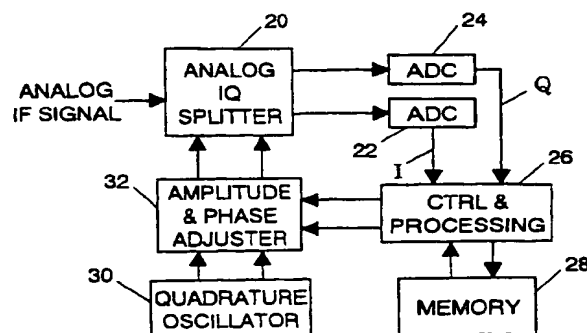 20
24
ANALOG
IQ
SPLITTER
ADC
ANALOG
IF SIGNAL
ADC
Q
22
I
26
32
AMPLITUDE
& PHASE
ADJUSTER
CTRL &
PROCESSING
30
28
QUADRATURE
OSCILLATOR
MEMORY